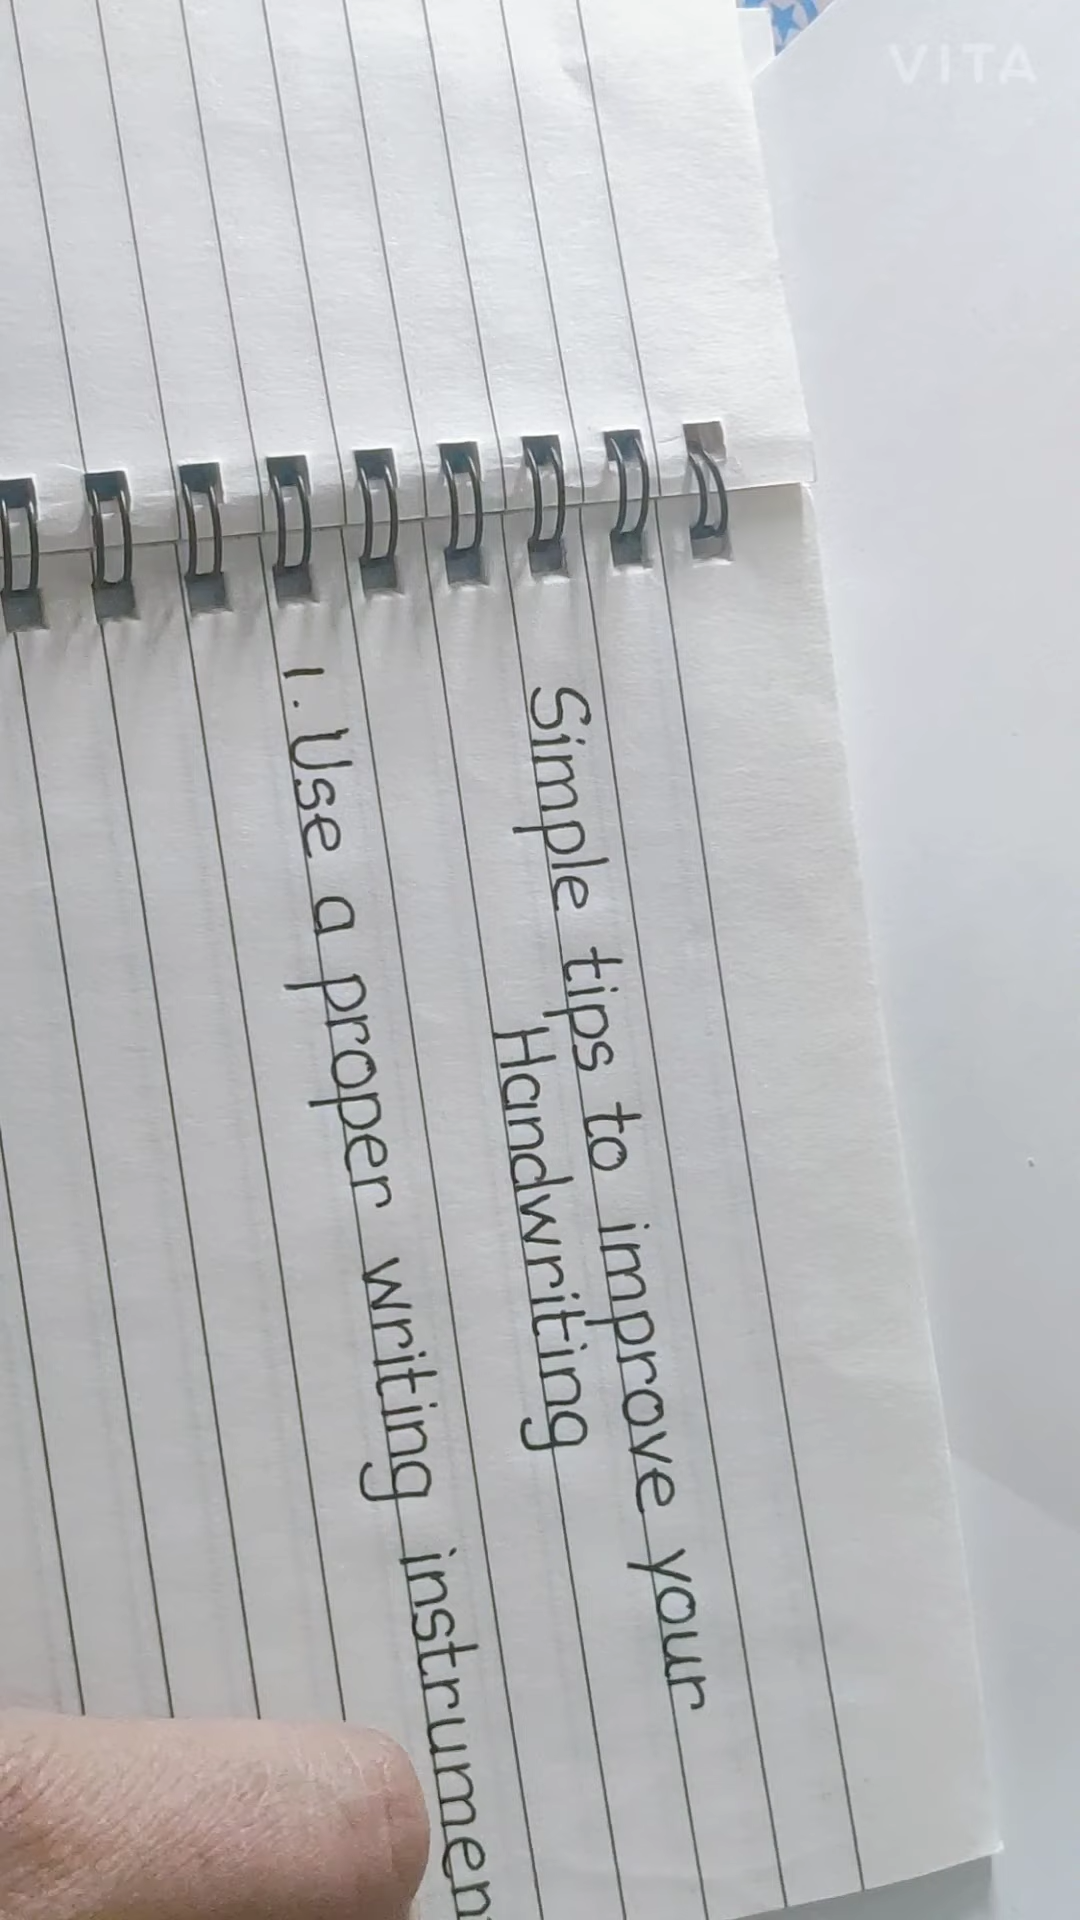 VITA
Simple tips to improve your
Handwriting
1. Use a proper writing